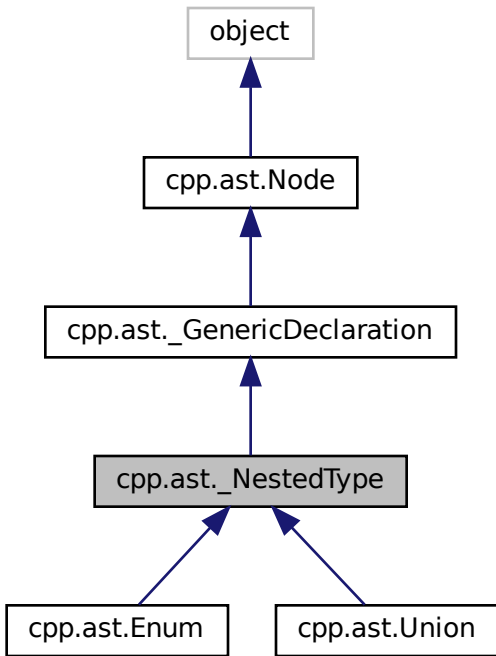 object
cpp.ast.Node
cpp.ast._GenericDeclaration
cpp.ast._NestedType
cpp.ast.Enum
cpp.ast.Union